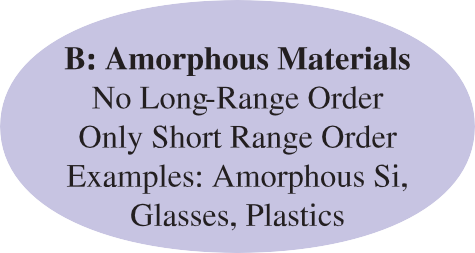 B: Amorphous Materials
No Long-Range Order
Only Short Range Order
Examples: Amorphous Si,
Glasses, Plastics